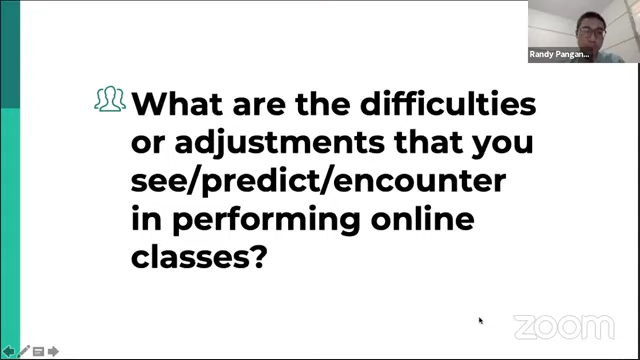 Randy Pangan...
What are the difficulties
or adjustments that you
see/predict/encounter
in performing online
classes?
zoom